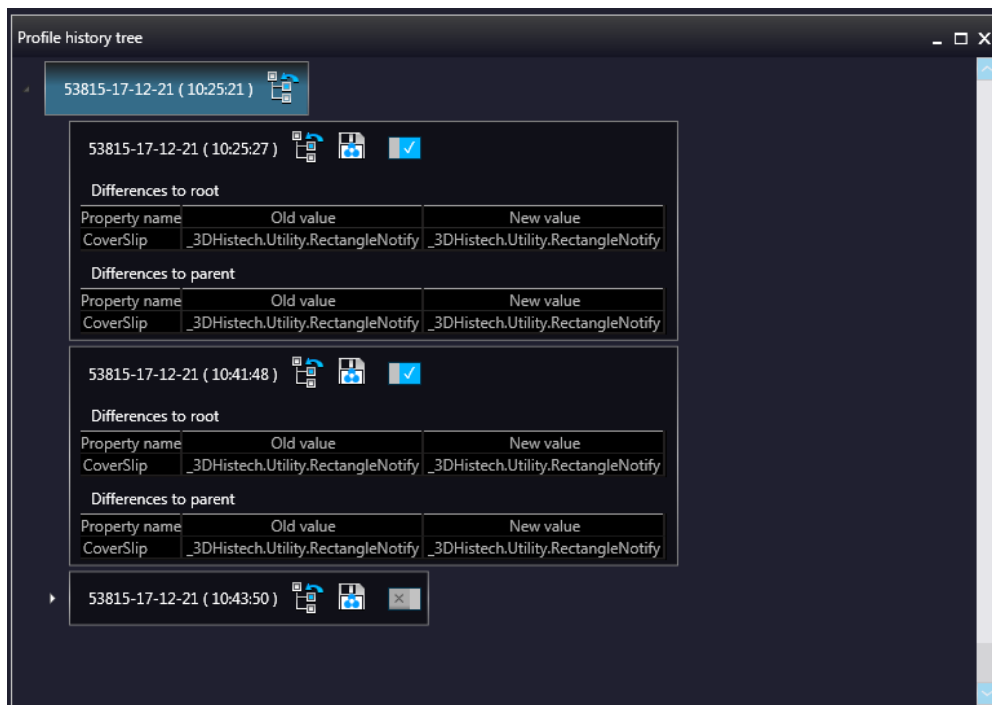 Profile history tree
53815-17-12-21 ( 10:25:21 )
53815-17-12-21 ( 10:25:27 )
Differences to root
Property name Old value New value
CoverSlip _3DHistech.Utility.RectangleNotify _3DHistech.Utility.RectangleNotify
Differences to parent
Property name Old value New value
CoverSlip _3DHistech.Utility.RectangleNotify _3DHistech.Utility.RectangleNotify
53815-17-12-21 ( 10:41:48 )
Differences to root
Property name Old value New value
CoverSlip _3DHistech.Utility.RectangleNotify _3DHistech.Utility.RectangleNotify
Differences to parent
Property name Old value New value
CoverSlip _3DHistech.Utility.RectangleNotify _3DHistech.Utility.RectangleNotify
53815-17-12-21 ( 10:43:50 )